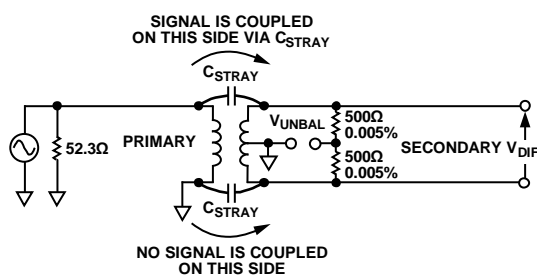 SIGNAL IS COUPLED
ON THIS SIDE VIA CSTRAY
CSTRAY
PRIMARY
52.3Ω
VUNBAL
500Ω
0.005%
500Ω
0.005%
SECONDARY VDIF
CSTRAY
NO SIGNAL IS COUPLED
ON THIS SIDE